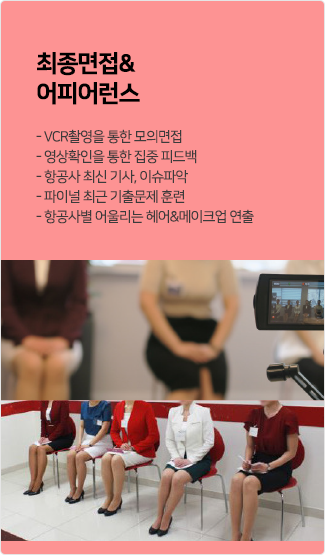 최종면접&
어피어런스
- VCR촬영을 통한 모의면접
- 영상확인을 통한 집중 피드백
- 항공사 최신 기사, 이슈파악
- 파이널 최근 기출문제 훈련
- 항공사별 어울리는 헤어&메이크업 연출